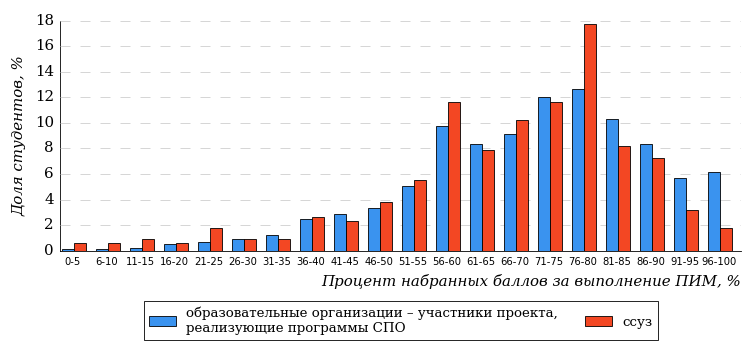 Доля студентов, %
18
16
14
12
10
8
6
4
2
0
0-5 6-10 11-15 16-20 21-25 26-30 31-35 36-40 41-45 46-50 51-55 56-60 61-65 66-70 71-75 76-80 81-85 86-90 91-95 96-100
Процент набранных баллов за выполнение ПИМ, %
образовательные организации – участники проекта,
реализующие программы СПО
ссуз